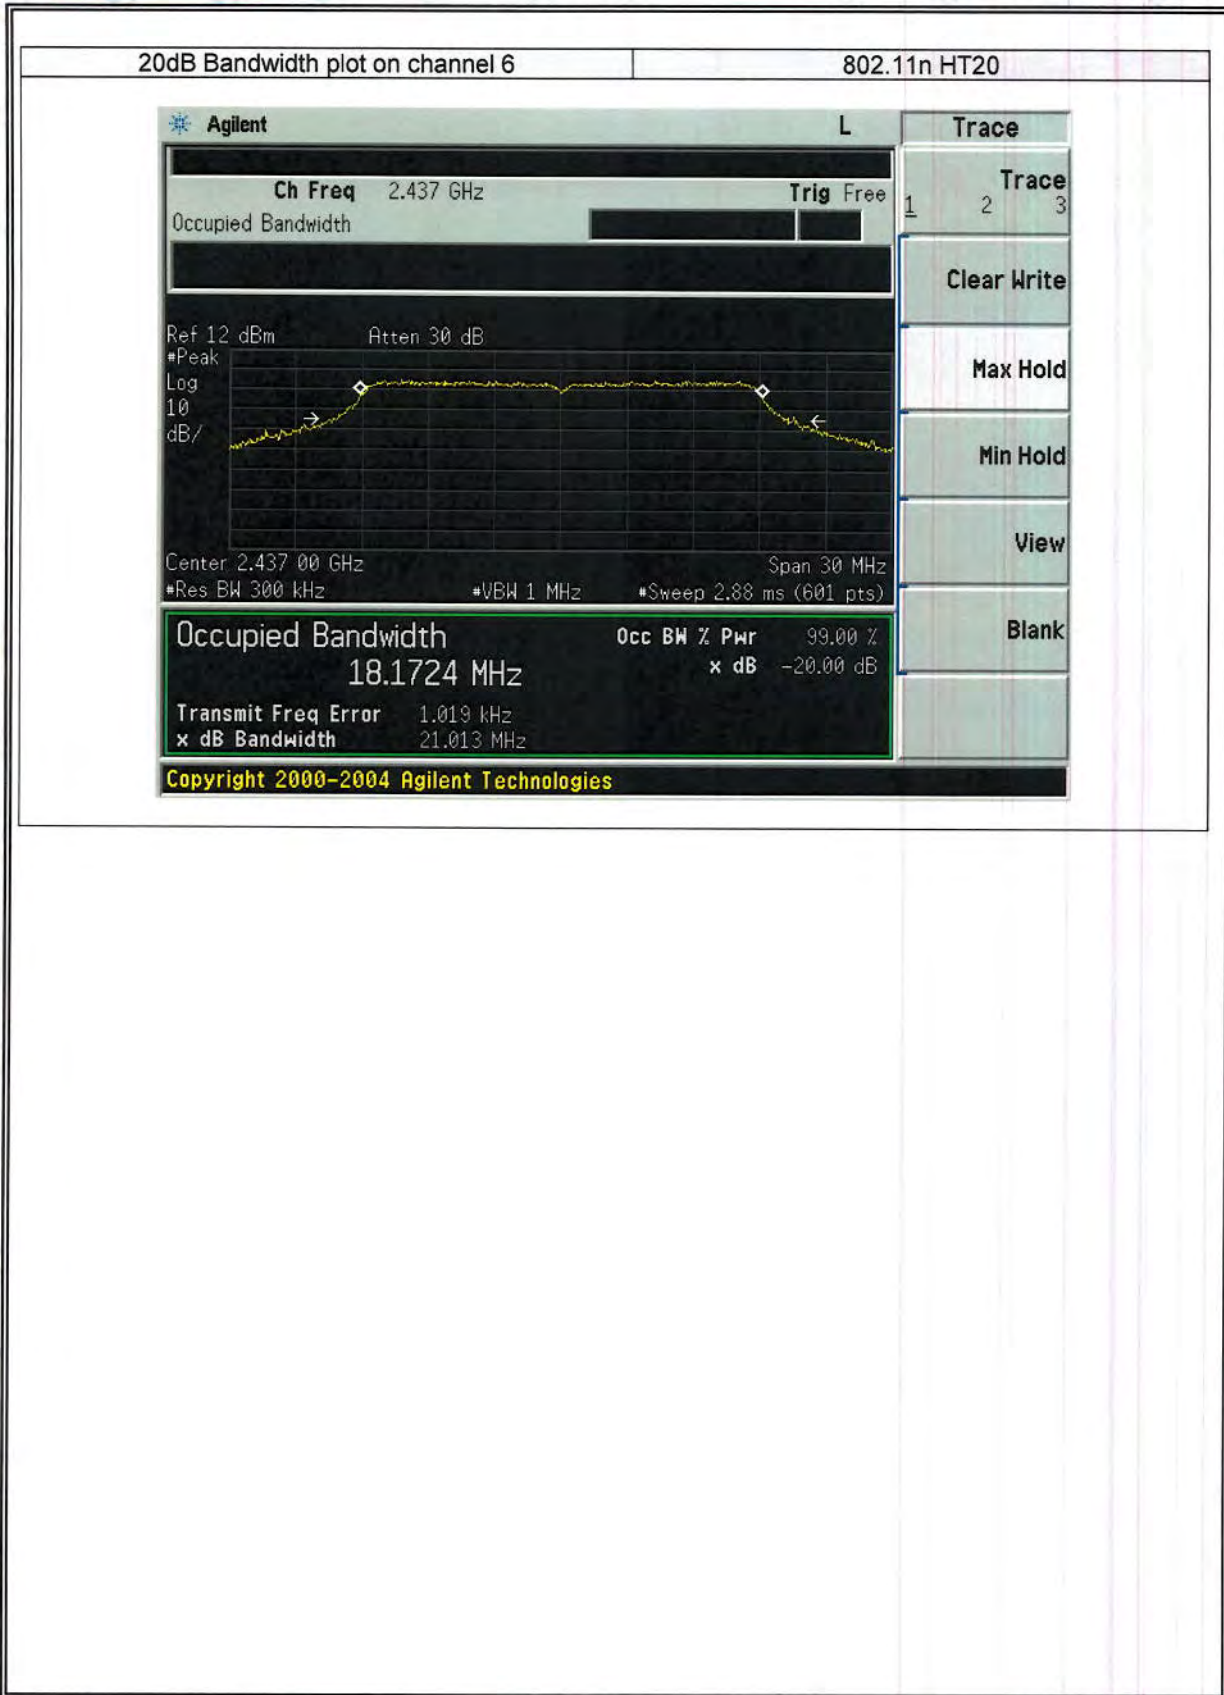 20dB Bandwidth plot on channel 6 802.11n HT20
Agilent L Trace
Ch Freq 2.437 GHz Trig Free
Occupied Bandwidth
Trace
1 2 3
Clear Write
Max Hold
Min Hold
View
Blank
Ref 12 dBm Atten 30 dB
#Peak
Log
10
dB/
Center 2.437 00 GHz Span 30 MHz
#Res BW 300 kHz #VBW 1 MHz #Sweep 2.88 ms (601 pts)
Occupied Bandwidth Occ BW % Pwr 99.00 %
18.1724 MHz x dB -20.00 dB
Transmit Freq Error 1.019 kHz
x dB Bandwidth 21.013 MHz
Copyright 2000-2004 Agilent Technologies